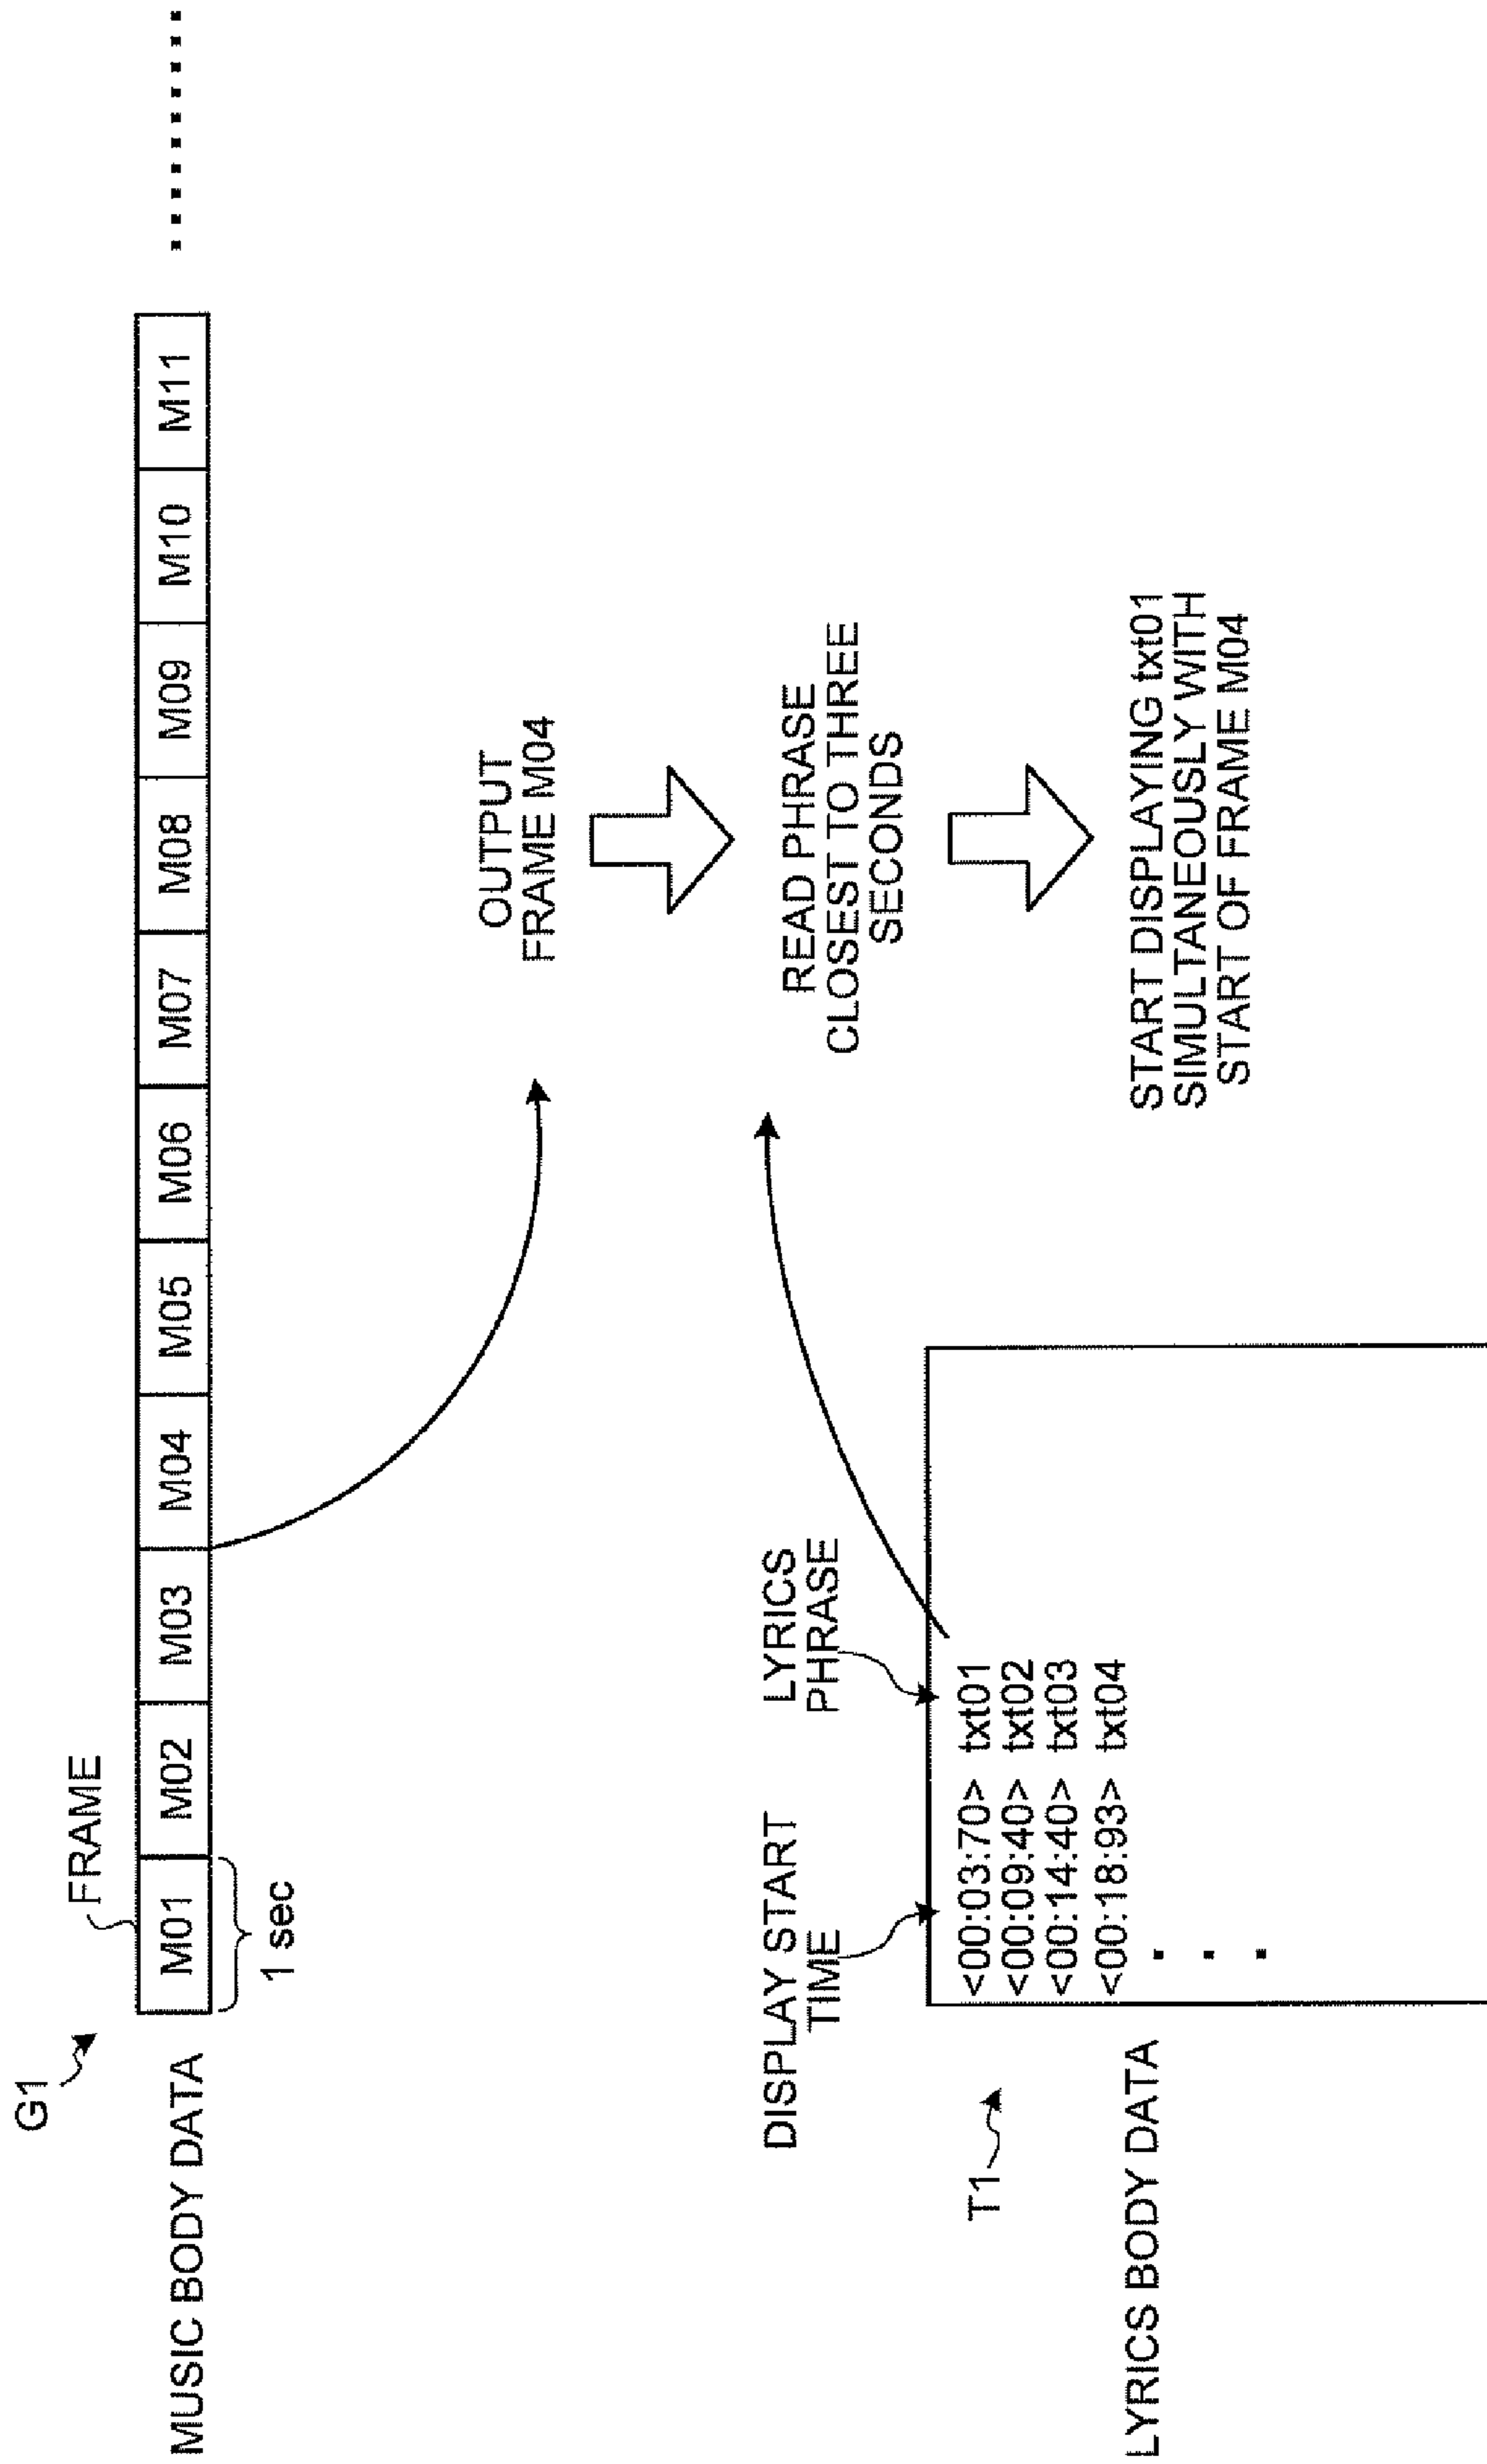 G1
FRAME
MUSIC BODY DATA
M01 M02 M03 M04 M05 M06 M07 M08 M09 M10 M11
1 sec
OUTPUT
FRAME M04
READ PHRASE
CLOSEST TO THREE
SECONDS
START DISPLAYING txt01
SIMULTANEOUSLY WITH
START OF FRAME M04
DISPLAY START
TIME
LYRICS
PHRASE
T1
LYRICS BODY DATA
<00:03:70> txt01
<00:09:40> txt02
<00:14:40> txt03
<00:18:93> txt04